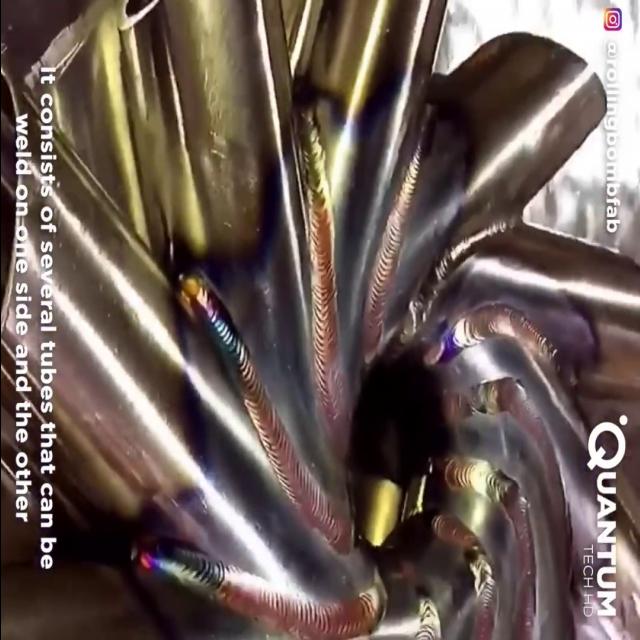 @rollingbombfab
QUANTUM
TECH HD
It consists of several tubes that can be
weld on one side and the other